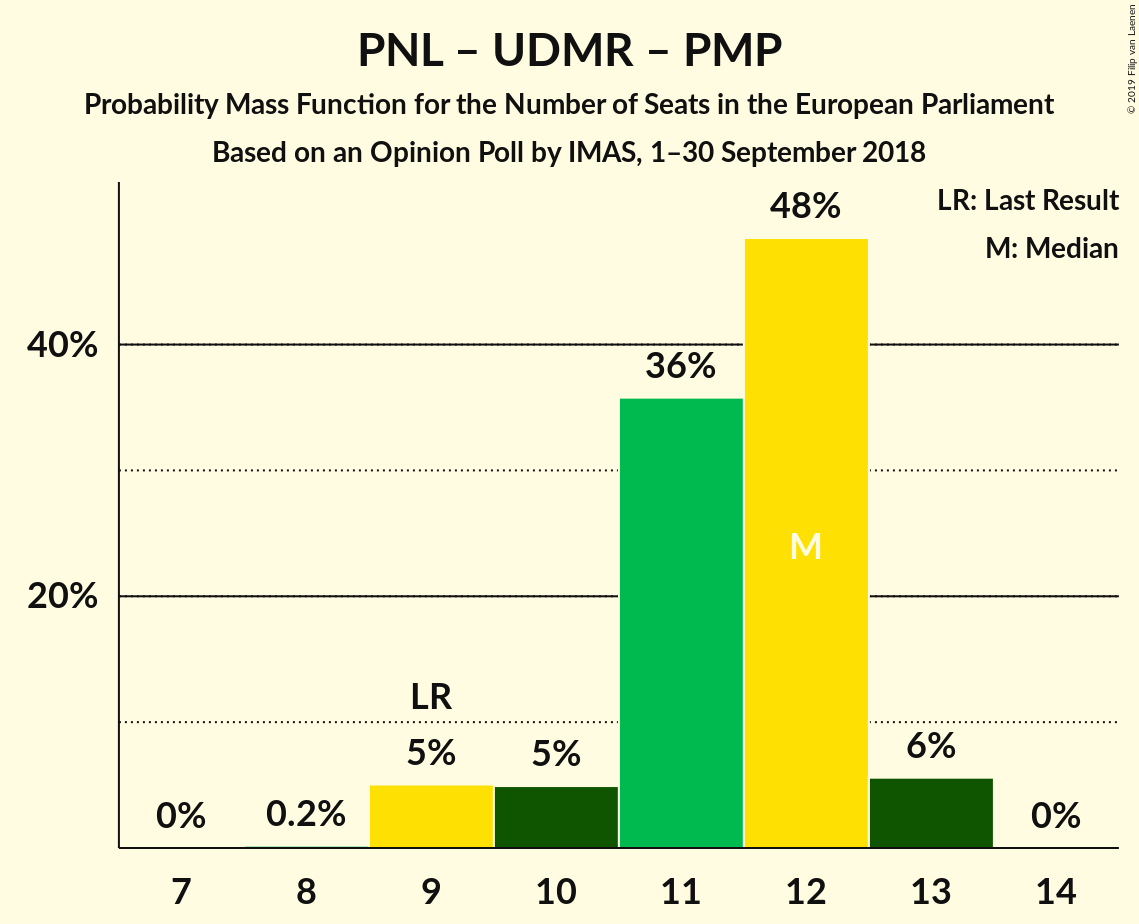 PNL – UDMR – PMP
Probability Mass Function for the Number of Seats in the European Parliament
Based on an Opinion Poll by IMAS, 1–30 September 2018
© 2019 Filip van Laenen
LR: Last Result
M: Median
48%
40%
36%
M
20%
LR
5%
5%
6%
0%
0.2%
0%
7
8
9
10
11
12
13
14